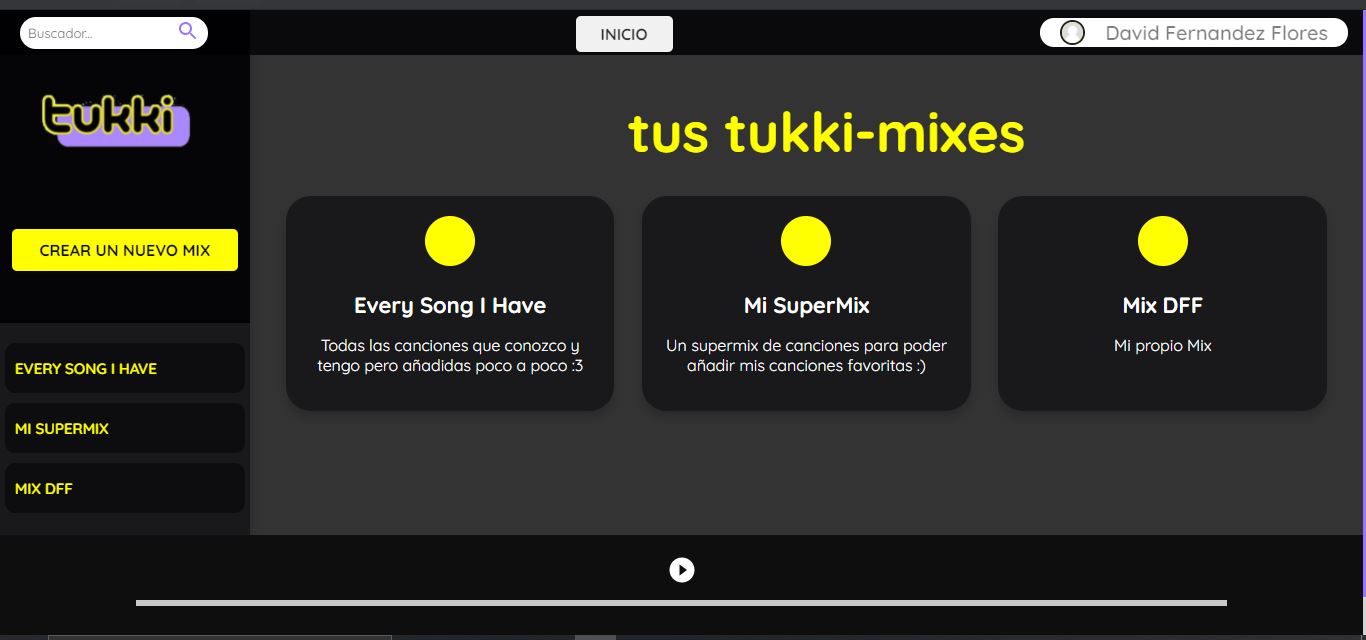 Buscador...
INICIO
David Fernandez Flores
tukki
tus tukki-mixes
CREAR UN NUEVO MIX
EVERY SONG I HAVE
MI SUPERMIX
MIX DFF
Every Song I Have
Todas las canciones que conozco y
tengo pero añadidas poco a poco :3
Mi SuperMix
Un supermix de canciones para poder
añadir mis canciones favoritas :)
Mix DFF
Mi propio Mix